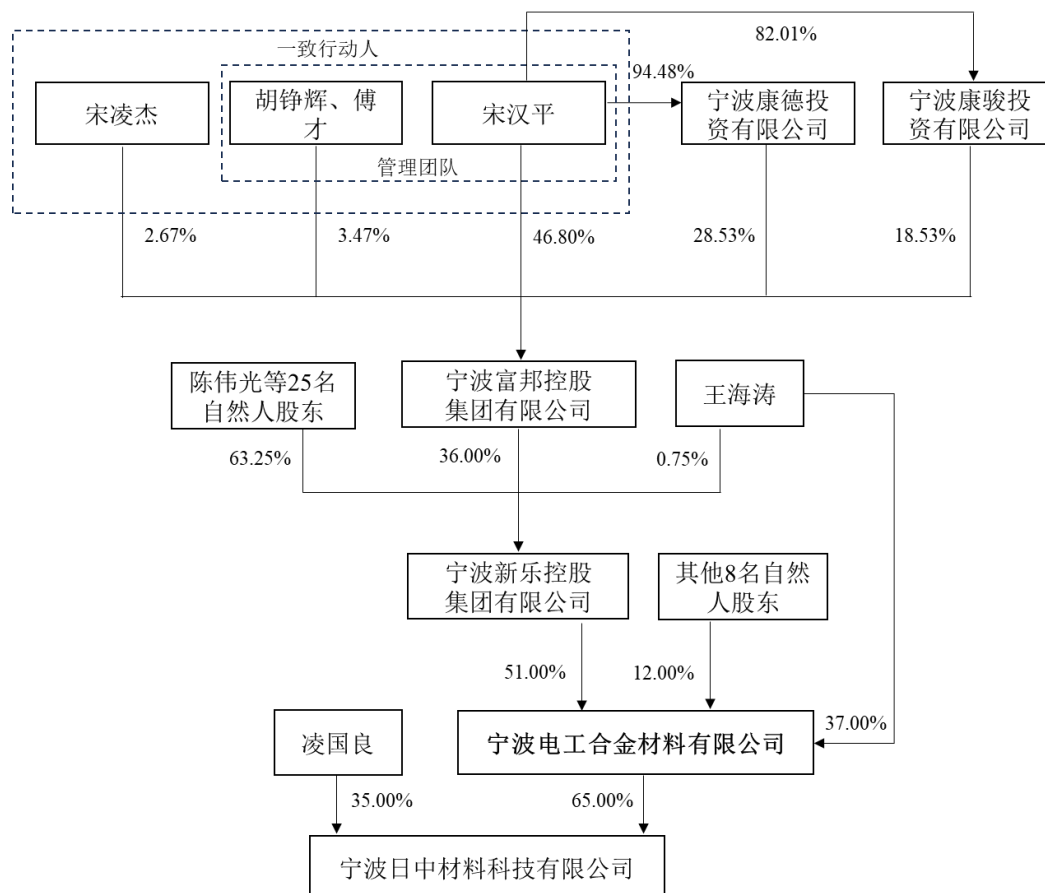 82.01%
一致行动人
94.48%
宋凌杰
胡铮辉、傅
才
宋汉平
宁波康德投
资有限公司
宁波康骏投
资有限公司
管理团队
2.67%
3.47%
46.80%
28.53%
18.53%
陈伟光等25名
自然人股东
宁波富邦控股
集团有限公司
王海涛
63.25%
36.00%
0.75%
宁波新乐控股
集团有限公司
其他8名自然
人股东
51.00%
12.00%
37.00%
凌国良
宁波电工合金材料有限公司
35.00%
65.00%
宁波日中材料科技有限公司